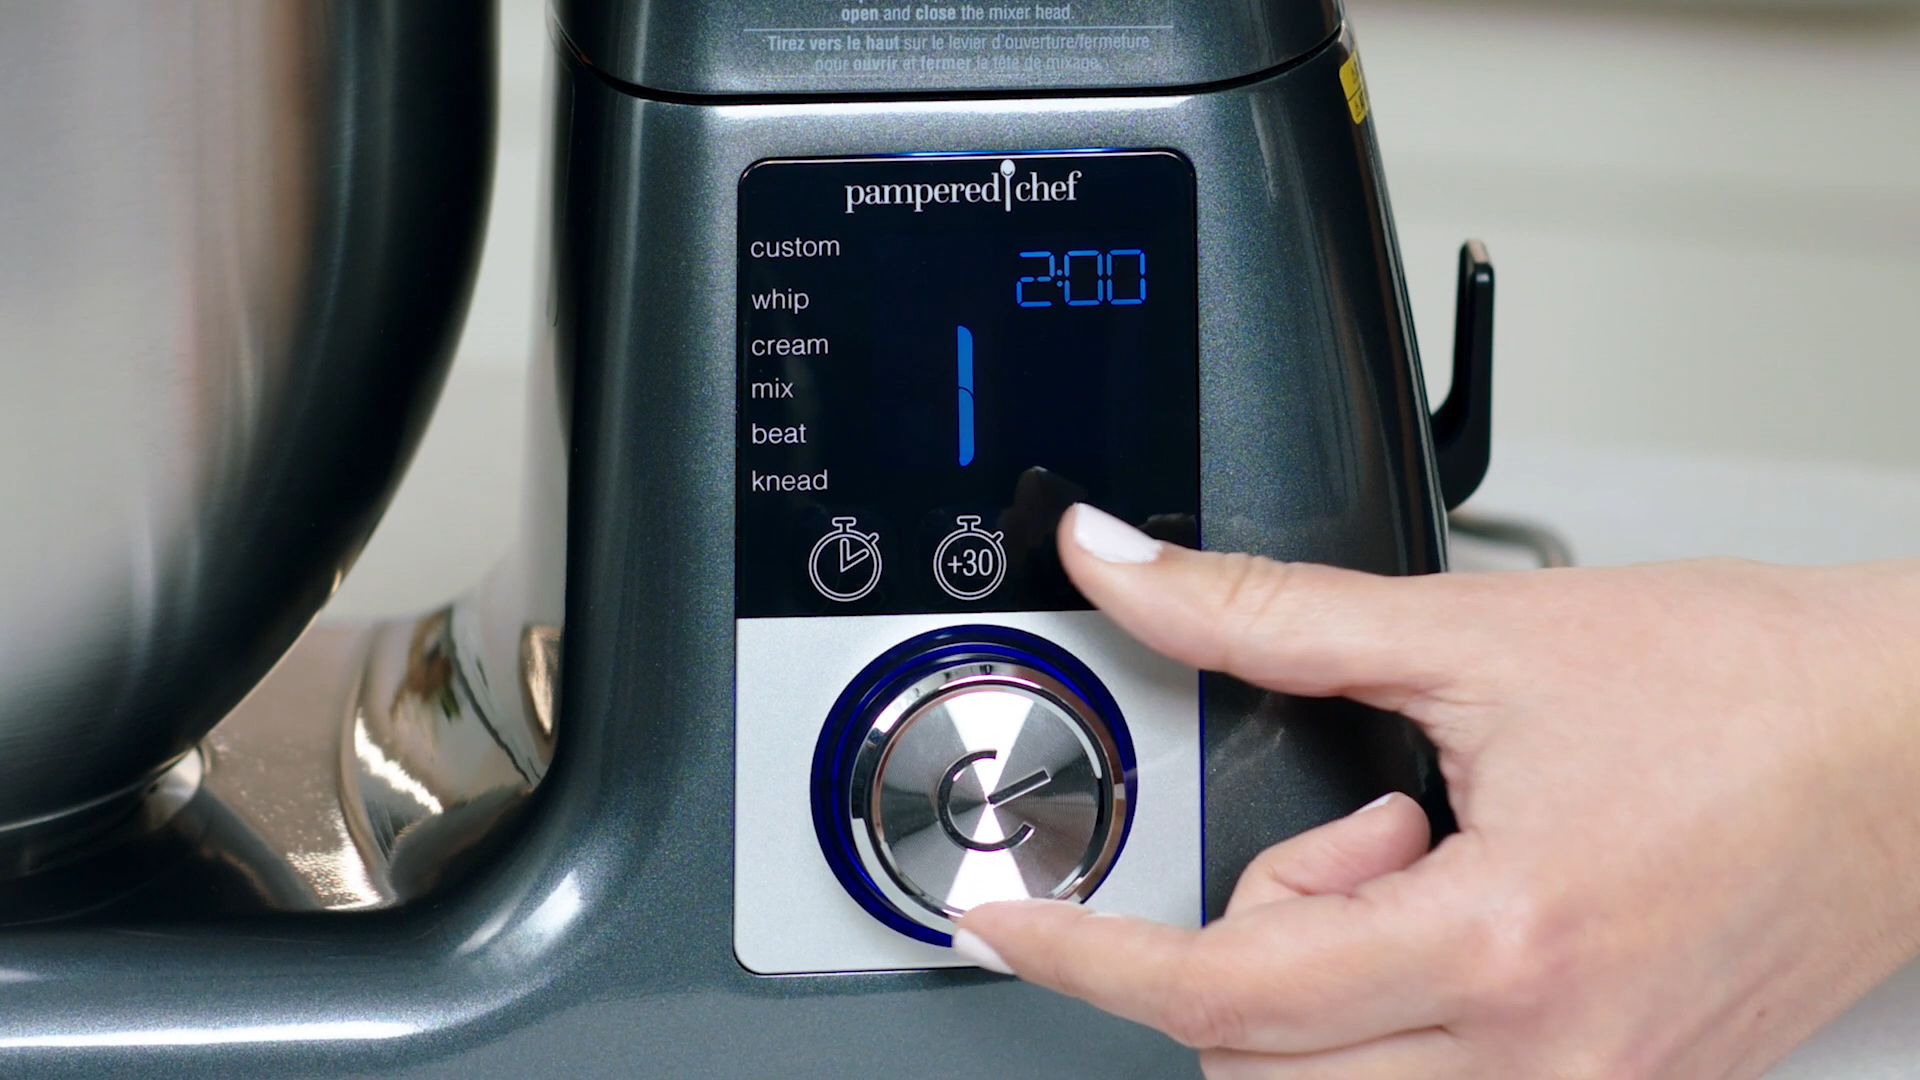 open and close the mixer head.
Tirez vers le haut sur le levier d'ouverture/fermeture
pour ouvrir et fermer la tête de mixage.
pampered chef
custom
2:00
whip
cream
1
mix
beat
knead
+30